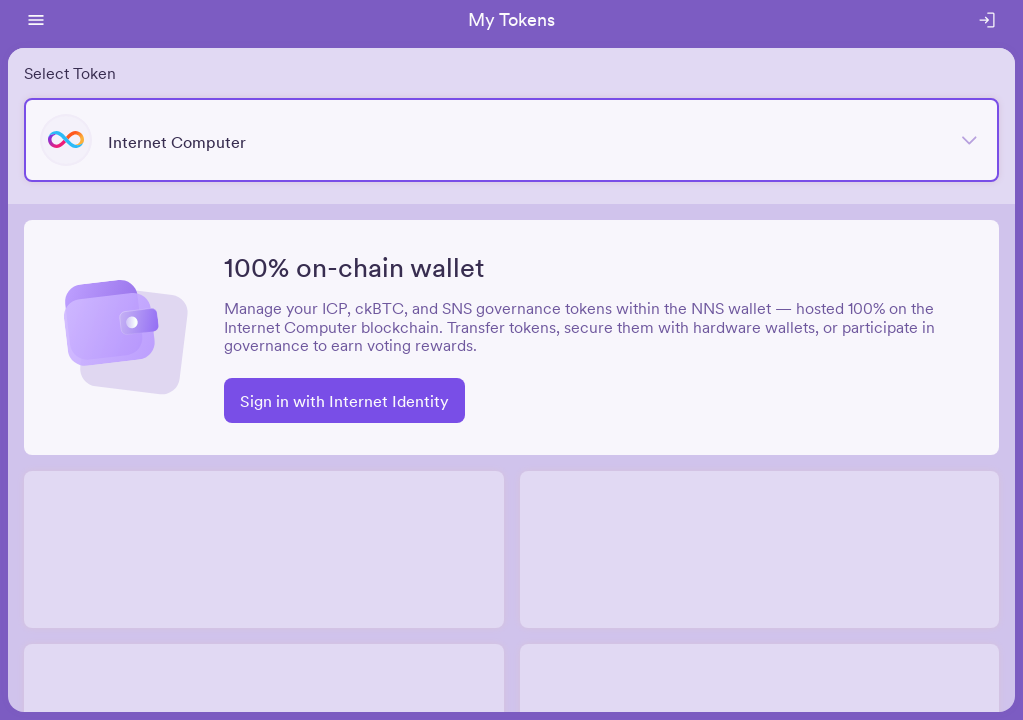 My Tokens
Select Token
Internet Computer
100% on-chain wallet
Manage your ICP, ckBTC, and SNS governance tokens within the NNS wallet — hosted 100% on the
Internet Computer blockchain. Transfer tokens, secure them with hardware wallets, or participate in
governance to earn voting rewards.
Sign in with Internet Identity